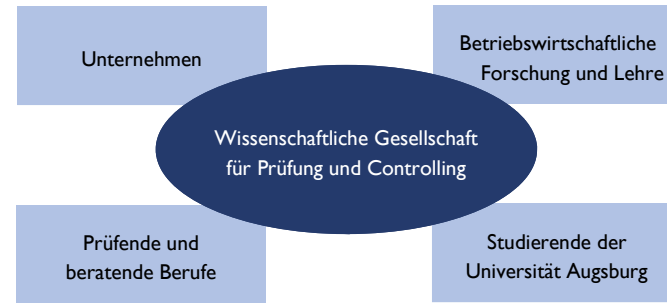 Unternehmen
Betriebswirtschaftliche
Forschung und Lehre
Wissenschaftliche Gesellschaft
für Prüfung und Controlling
Prüfende und
beratende Berufe
Studierende der
Universität Augsburg